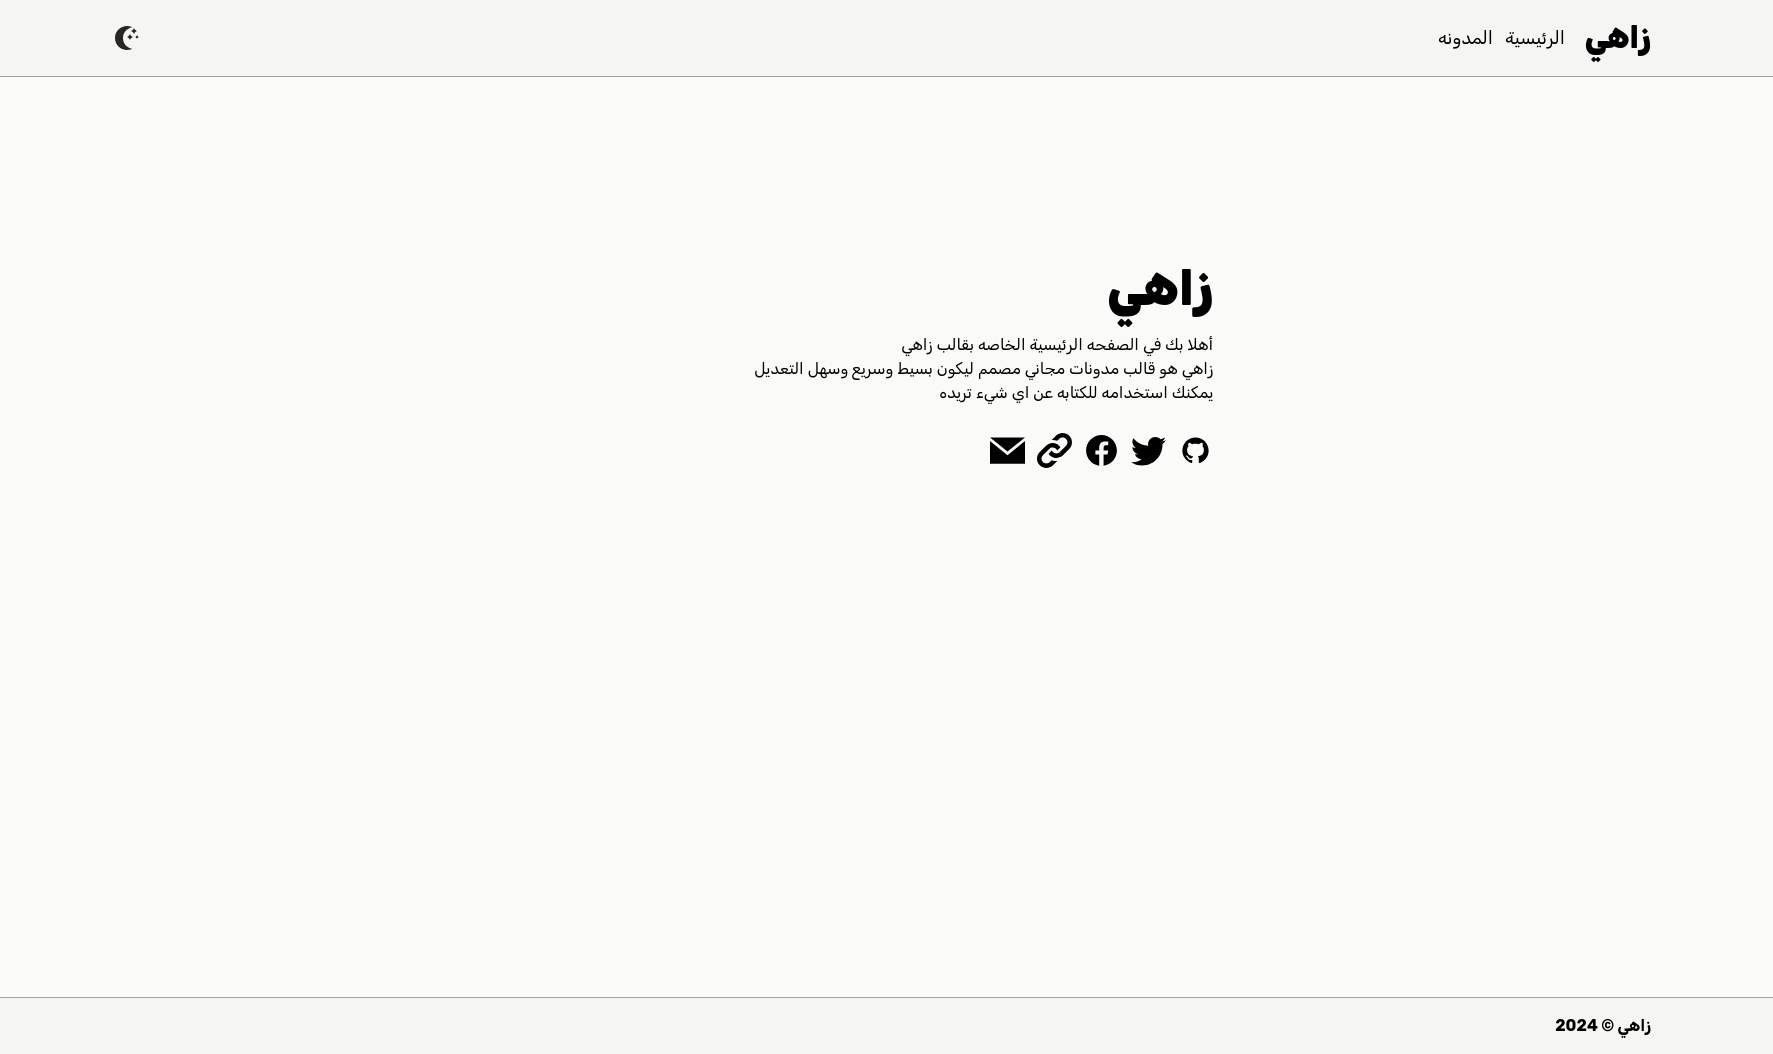 زاهي
الرئيسية
المدونه
زاهي
أهلا بك في الصفحه الرئيسية الخاصه بقالب زاهي
زاهي هو قالب مدونات مجاني مصمم ليكون بسيط وسريع وسهل التعديل
يمكنك استخدامه للكتابه عن اي شيء تريده
زاهي © 2024